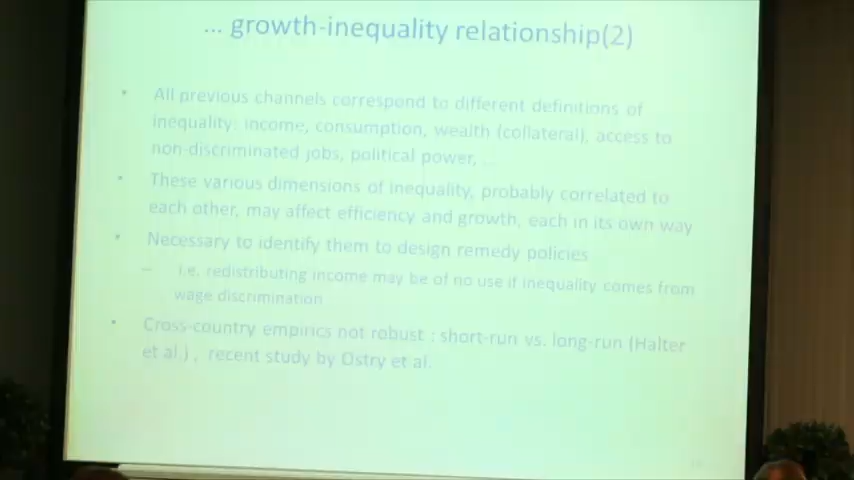 ... growth-inequality relationship(2)
• All previous channels correspond to different definitions of
inequality: income, consumption, wealth (collateral), access to
non-discriminated jobs, political power, ...
• These various dimensions of inequality, probably correlated to
each other, may affect efficiency and growth, each in its own way
• Necessary to identify them to design remedy policies
– i.e. redistributing income may be of no use if inequality comes from
wage discrimination
• Cross-country empirics not robust : short-run vs. long-run (Halter
et al.) , recent study by Ostry et al.